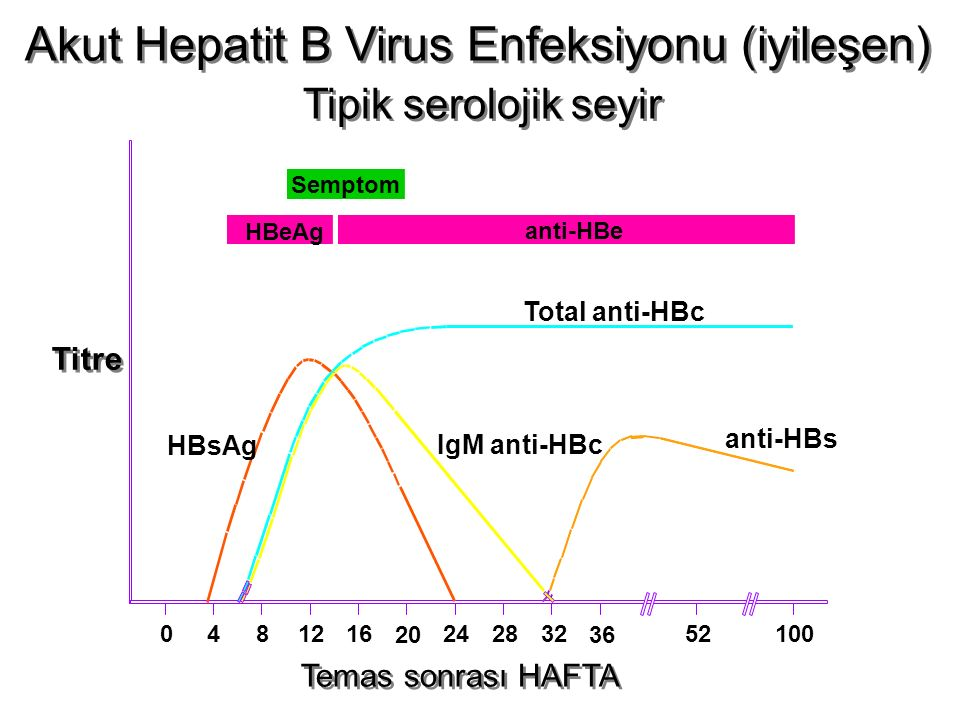 Akut Hepatit B Virus Enfeksiyonu (iyileşen)
Tipik serolojik seyir
Semptom
HBeAg
anti-HBe
Total anti-HBc
Titre
HBsAg
IgM anti-HBc
anti-HBs
0 4 8 12 16 20 24 28 32 36 52 100
Temas sonrası HAFTA